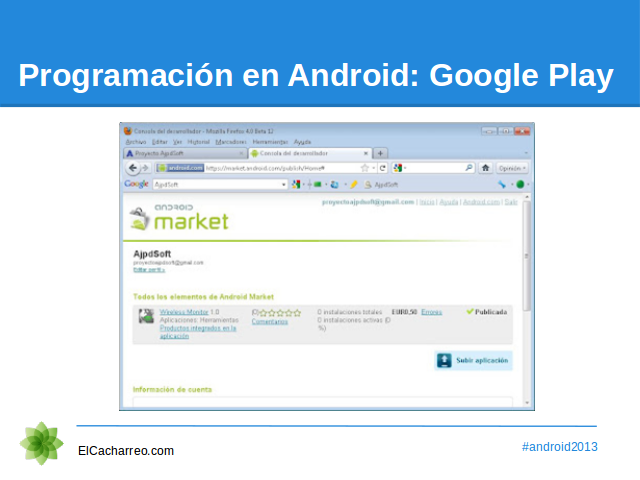 Programación en Android: Google Play
Consola del desarrollador - Mozilla Firefox 4.0 Beta 12
Archivo Editar Ver Historial Marcadores Herramientas Ayuda
Proyecto AjpdSoft
Consola del desarrollador
android.com https://market.android.com/publish/Home#
Opinión
Google AjpdSoft
AjpdSoft
proyectoajpdsoft@gmail.com | Inicio | Ayuda | Android.com | Salir
android
market
AjpdSoft
proyectoajpdsoft@gmail.com
Editar perfil »
Todos los elementos de Android Market
Wireless Monitor 1.0
Aplicaciones: Herramientas
Productos integrados en la
aplicación
(0)
Comentarios
0 instalaciones totales
0 instalaciones activas (0
%)
EUR0,50 Errores
Publicada
Subir aplicación
Información de cuenta
ElCacharreo.com
#android2013